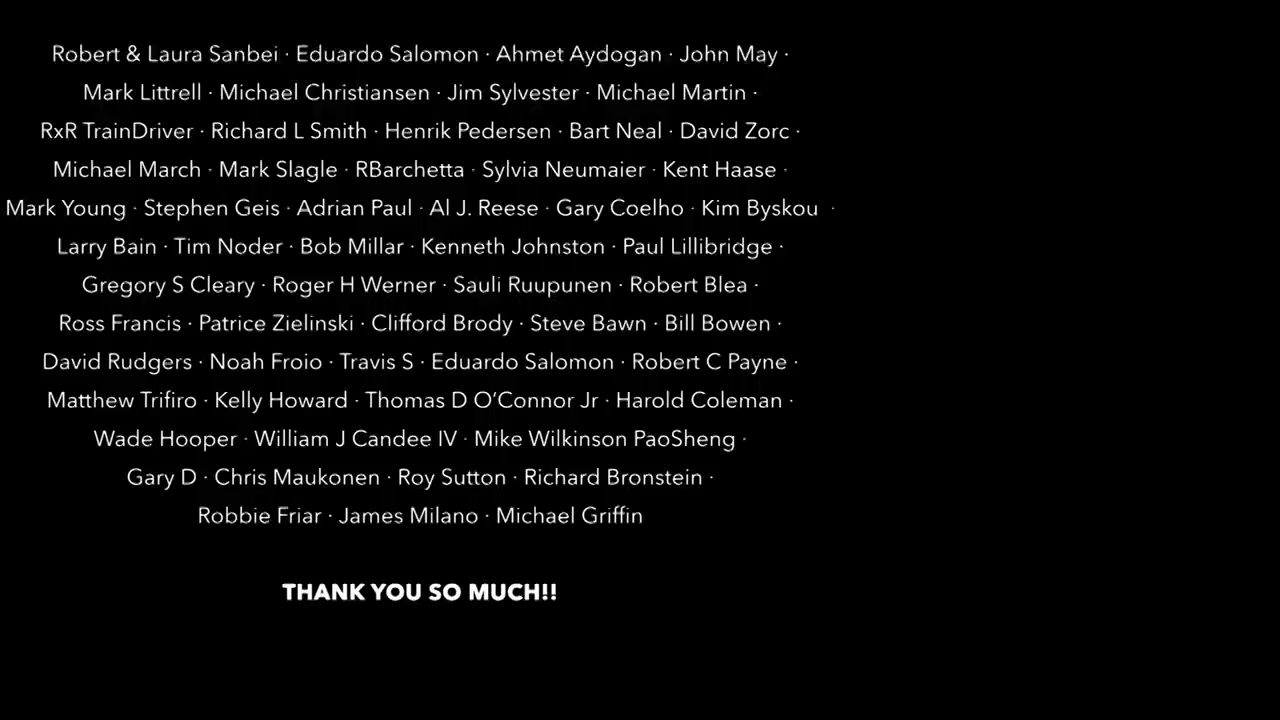 Robert & Laura Sanbei · Eduardo Salomon · Ahmet Aydogan · John May ·
Mark Littrell · Michael Christiansen · Jim Sylvester · Michael Martin ·
RxR TrainDriver · Richard L Smith · Henrik Pedersen · Bart Neal · David Zorc ·
Michael March · Mark Slagle · RBarchetta · Sylvia Neumaier · Kent Haase ·
Mark Young · Stephen Geis · Adrian Paul · Al J. Reese · Gary Coelho · Kim Byskou ·
Larry Bain · Tim Noder · Bob Millar · Kenneth Johnston · Paul Lillibridge ·
Gregory S Cleary · Roger H Werner · Sauli Ruupunen · Robert Blea ·
Ross Francis · Patrice Zielinski · Clifford Brody · Steve Bawn · Bill Bowen ·
David Rudgers · Noah Froio · Travis S · Eduardo Salomon · Robert C Payne ·
Matthew Trifiro · Kelly Howard · Thomas D O’Connor Jr · Harold Coleman ·
Wade Hooper · William J Candee IV · Mike Wilkinson PaoSheng ·
Gary D · Chris Maukonen · Roy Sutton · Richard Bronstein ·
Robbie Friar · James Milano · Michael Griffin
THANK YOU SO MUCH!!